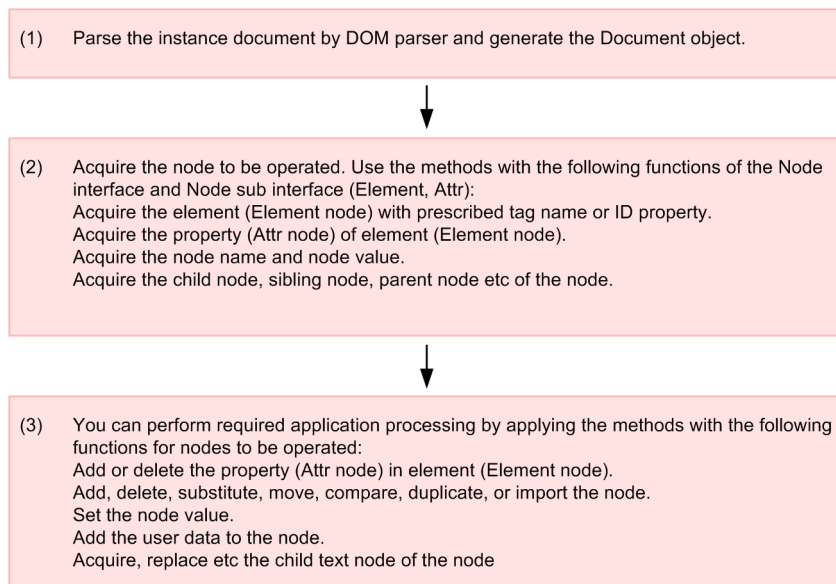 (1) Parse the instance document by DOM parser and generate the Document object.
(2) Acquire the node to be operated. Use the methods with the following functions of the Node
interface and Node sub interface (Element, Attr):
Acquire the element (Element node) with prescribed tag name or ID property.
Acquire the property (Attr node) of element (Element node).
Acquire the node name and node value.
Acquire the child node, sibling node, parent node etc of the node.
(3) You can perform required application processing by applying the methods with the following
functions for nodes to be operated:
Add or delete the property (Attr node) in element (Element node).
Add, delete, substitute, move, compare, duplicate, or import the node.
Set the node value.
Add the user data to the node.
Acquire, replace etc the child text node of the node